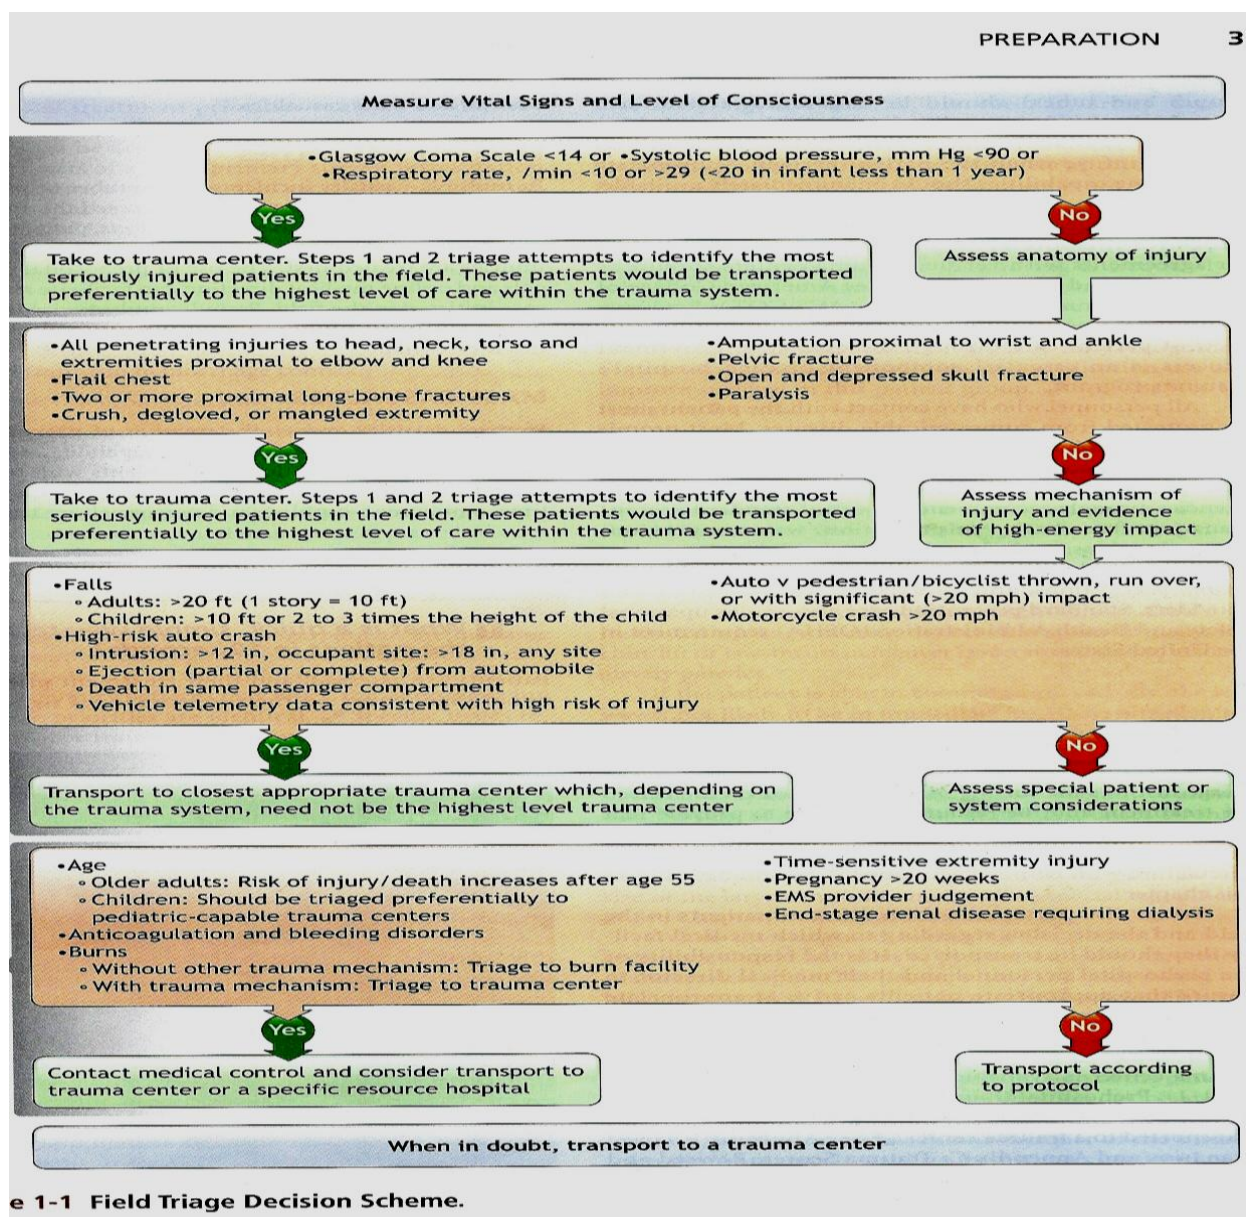 PREPARATION 3
Measure Vital Signs and Level of Consciousness
•Glasgow Coma Scale <14 or •Systolic blood pressure, mm Hg <90 or
•Respiratory rate, /min <10 or >29 (<20 in infant less than 1 year)
Yes
No
Take to trauma center. Steps 1 and 2 triage attempts to identify the most
seriously injured patients in the field. These patients would be transported
preferentially to the highest level of care within the trauma system.
Assess anatomy of injury
•All penetrating injuries to head, neck, torso and
extremities proximal to elbow and knee
•Flail chest
•Two or more proximal long-bone fractures
•Crush, degloved, or mangled extremity
•Amputation proximal to wrist and ankle
•Pelvic fracture
•Open and depressed skull fracture
•Paralysis
Yes
No
Take to trauma center. Steps 1 and 2 triage attempts to identify the most
seriously injured patients in the field. These patients would be transported
preferentially to the highest level of care within the trauma system.
Assess mechanism of
injury and evidence
of high-energy impact
•Falls
◦Adults: >20 ft (1 story = 10 ft)
◦Children: >10 ft or 2 to 3 times the height of the child
•High-risk auto crash
◦Intrusion: >12 in, occupant site: >18 in, any site
◦Ejection (partial or complete) from automobile
◦Death in same passenger compartment
◦Vehicle telemetry data consistent with high risk of injury
•Auto v pedestrian/bicyclist thrown, run over,
or with significant (>20 mph) impact
•Motorcycle crash >20 mph
Yes
No
Transport to closest appropriate trauma center which, depending on
the trauma system, need not be the highest level trauma center
Assess special patient or
system considerations
•Age
◦Older adults: Risk of injury/death increases after age 55
◦Children: Should be triaged preferentially to
pediatric-capable trauma centers
•Anticoagulation and bleeding disorders
•Burns
◦Without other trauma mechanism: Triage to burn facility
◦With trauma mechanism: Triage to trauma center
•Time-sensitive extremity injury
•Pregnancy >20 weeks
•EMS provider judgement
•End-stage renal disease requiring dialysis
Yes
No
Contact medical control and consider transport to
trauma center or a specific resource hospital
Transport according
to protocol
When in doubt, transport to a trauma center
e 1-1 Field Triage Decision Scheme.